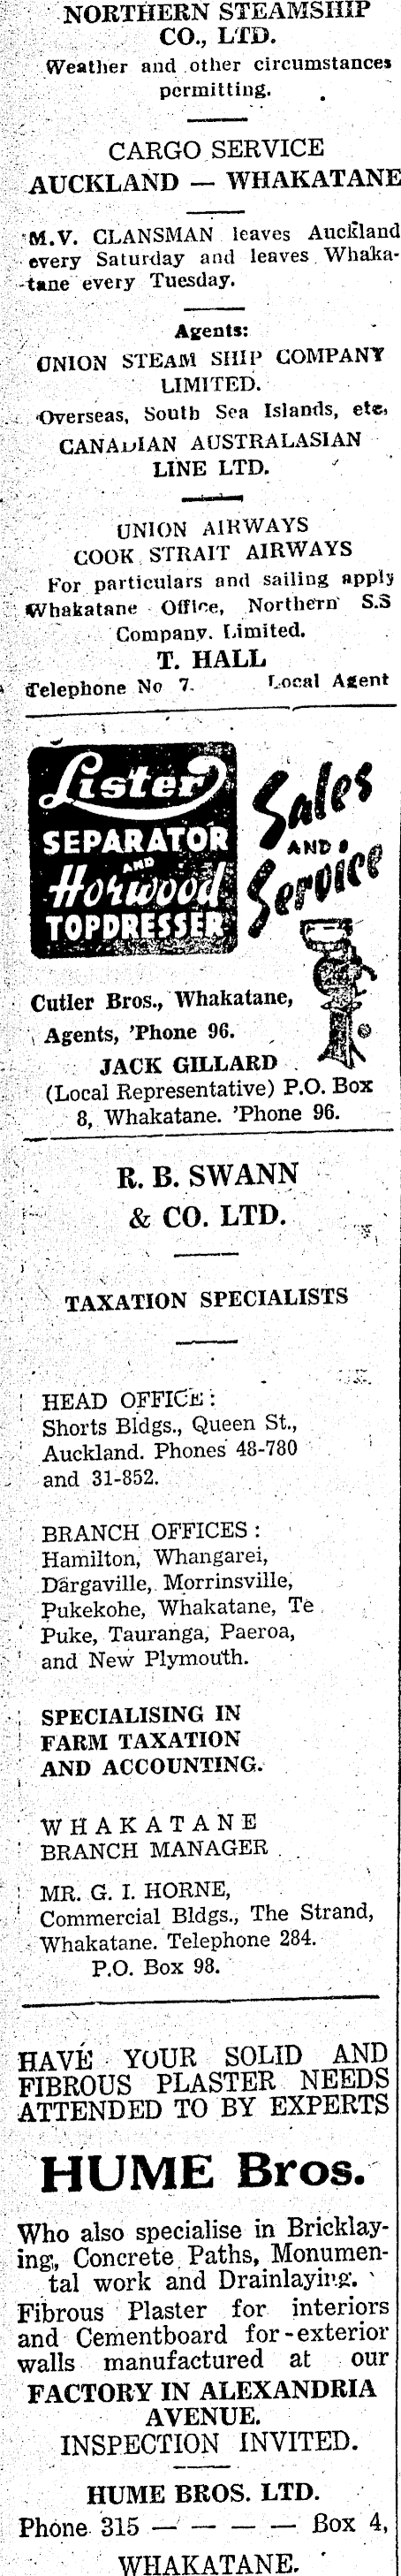 NORTHERN STEAMSHIP
CO., LTD.
Weather and other circumstances
permitting.
CARGO SERVICE
AUCKLAND — WHAKATANE
M.V. CLANSMAN leaves Auckland
every Saturday and leaves Whaka-
tane every Tuesday.
Agents:
UNION STEAM SHIP COMPANY
LIMITED.
Overseas, South Sea Islands, etc,
CANADIAN AUSTRALASIAN
LINE LTD.
UNION AIRWAYS
COOK STRAIT AIRWAYS
For particulars and sailing apply
Whakatane Office, Northern S.S
Company. Limited.
T. HALL
Telephone No 7. Local Agent
Lister
SEPARATOR
AND
Horwood
TOPDRESSER
Sales
AND
Service
Cutler Bros., Whakatane,
Agents, 'Phone 96.
JACK GILLARD
(Local Representative) P.O. Box
8, Whakatane. 'Phone 96.
R. B. SWANN
& CO. LTD.
TAXATION SPECIALISTS
HEAD OFFICE:
Shorts Bldgs., Queen St.,
Auckland. Phones 48-780
and 31-852.
BRANCH OFFICES:
Hamilton, Whangarei,
Dargaville, Morrinsville,
Pukekohe, Whakatane, Te
Puke, Tauranga, Paeroa,
and New Plymouth.
SPECIALISING IN
FARM TAXATION
AND ACCOUNTING.
WHAKATANE
BRANCH MANAGER
MR. G. I. HORNE,
Commercial Bldgs., The Strand,
Whakatane. Telephone 284.
P.O. Box 98.
HAVE YOUR SOLID AND
FIBROUS PLASTER NEEDS
ATTENDED TO BY EXPERTS
HUME Bros.
Who also specialise in Bricklay-
ing, Concrete Paths, Monumen-
tal work and Drainlaying.
Fibrous Plaster for interiors
and Cementboard for-exterior
walls manufactured at our
FACTORY IN ALEXANDRIA
AVENUE.
INSPECTION INVITED.
HUME BROS. LTD.
Phone 315 — — — — Box 4,
WHAKATANE.